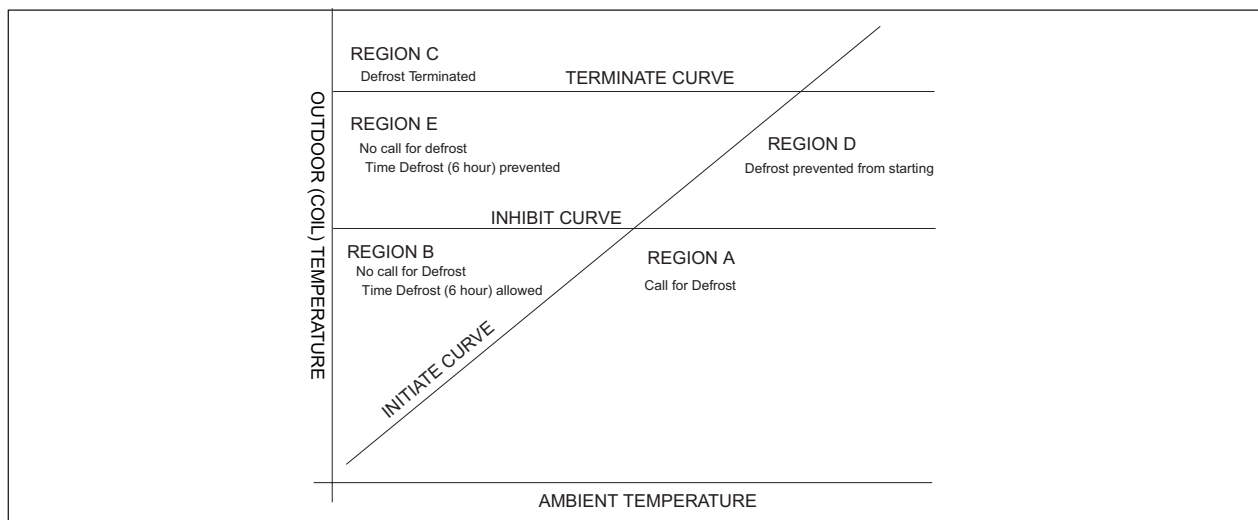 REGION C
Defrost Terminated
TERMINATE CURVE
OUTDOOR (COIL) TEMPERATURE
REGION E
No call for defrost
Time Defrost (6 hour) prevented
REGION D
Defrost prevented from starting
INHIBIT CURVE
REGION B
No call for Defrost
Time Defrost (6 hour) allowed
REGION A
Call for Defrost
INITIATE CURVE
AMBIENT TEMPERATURE